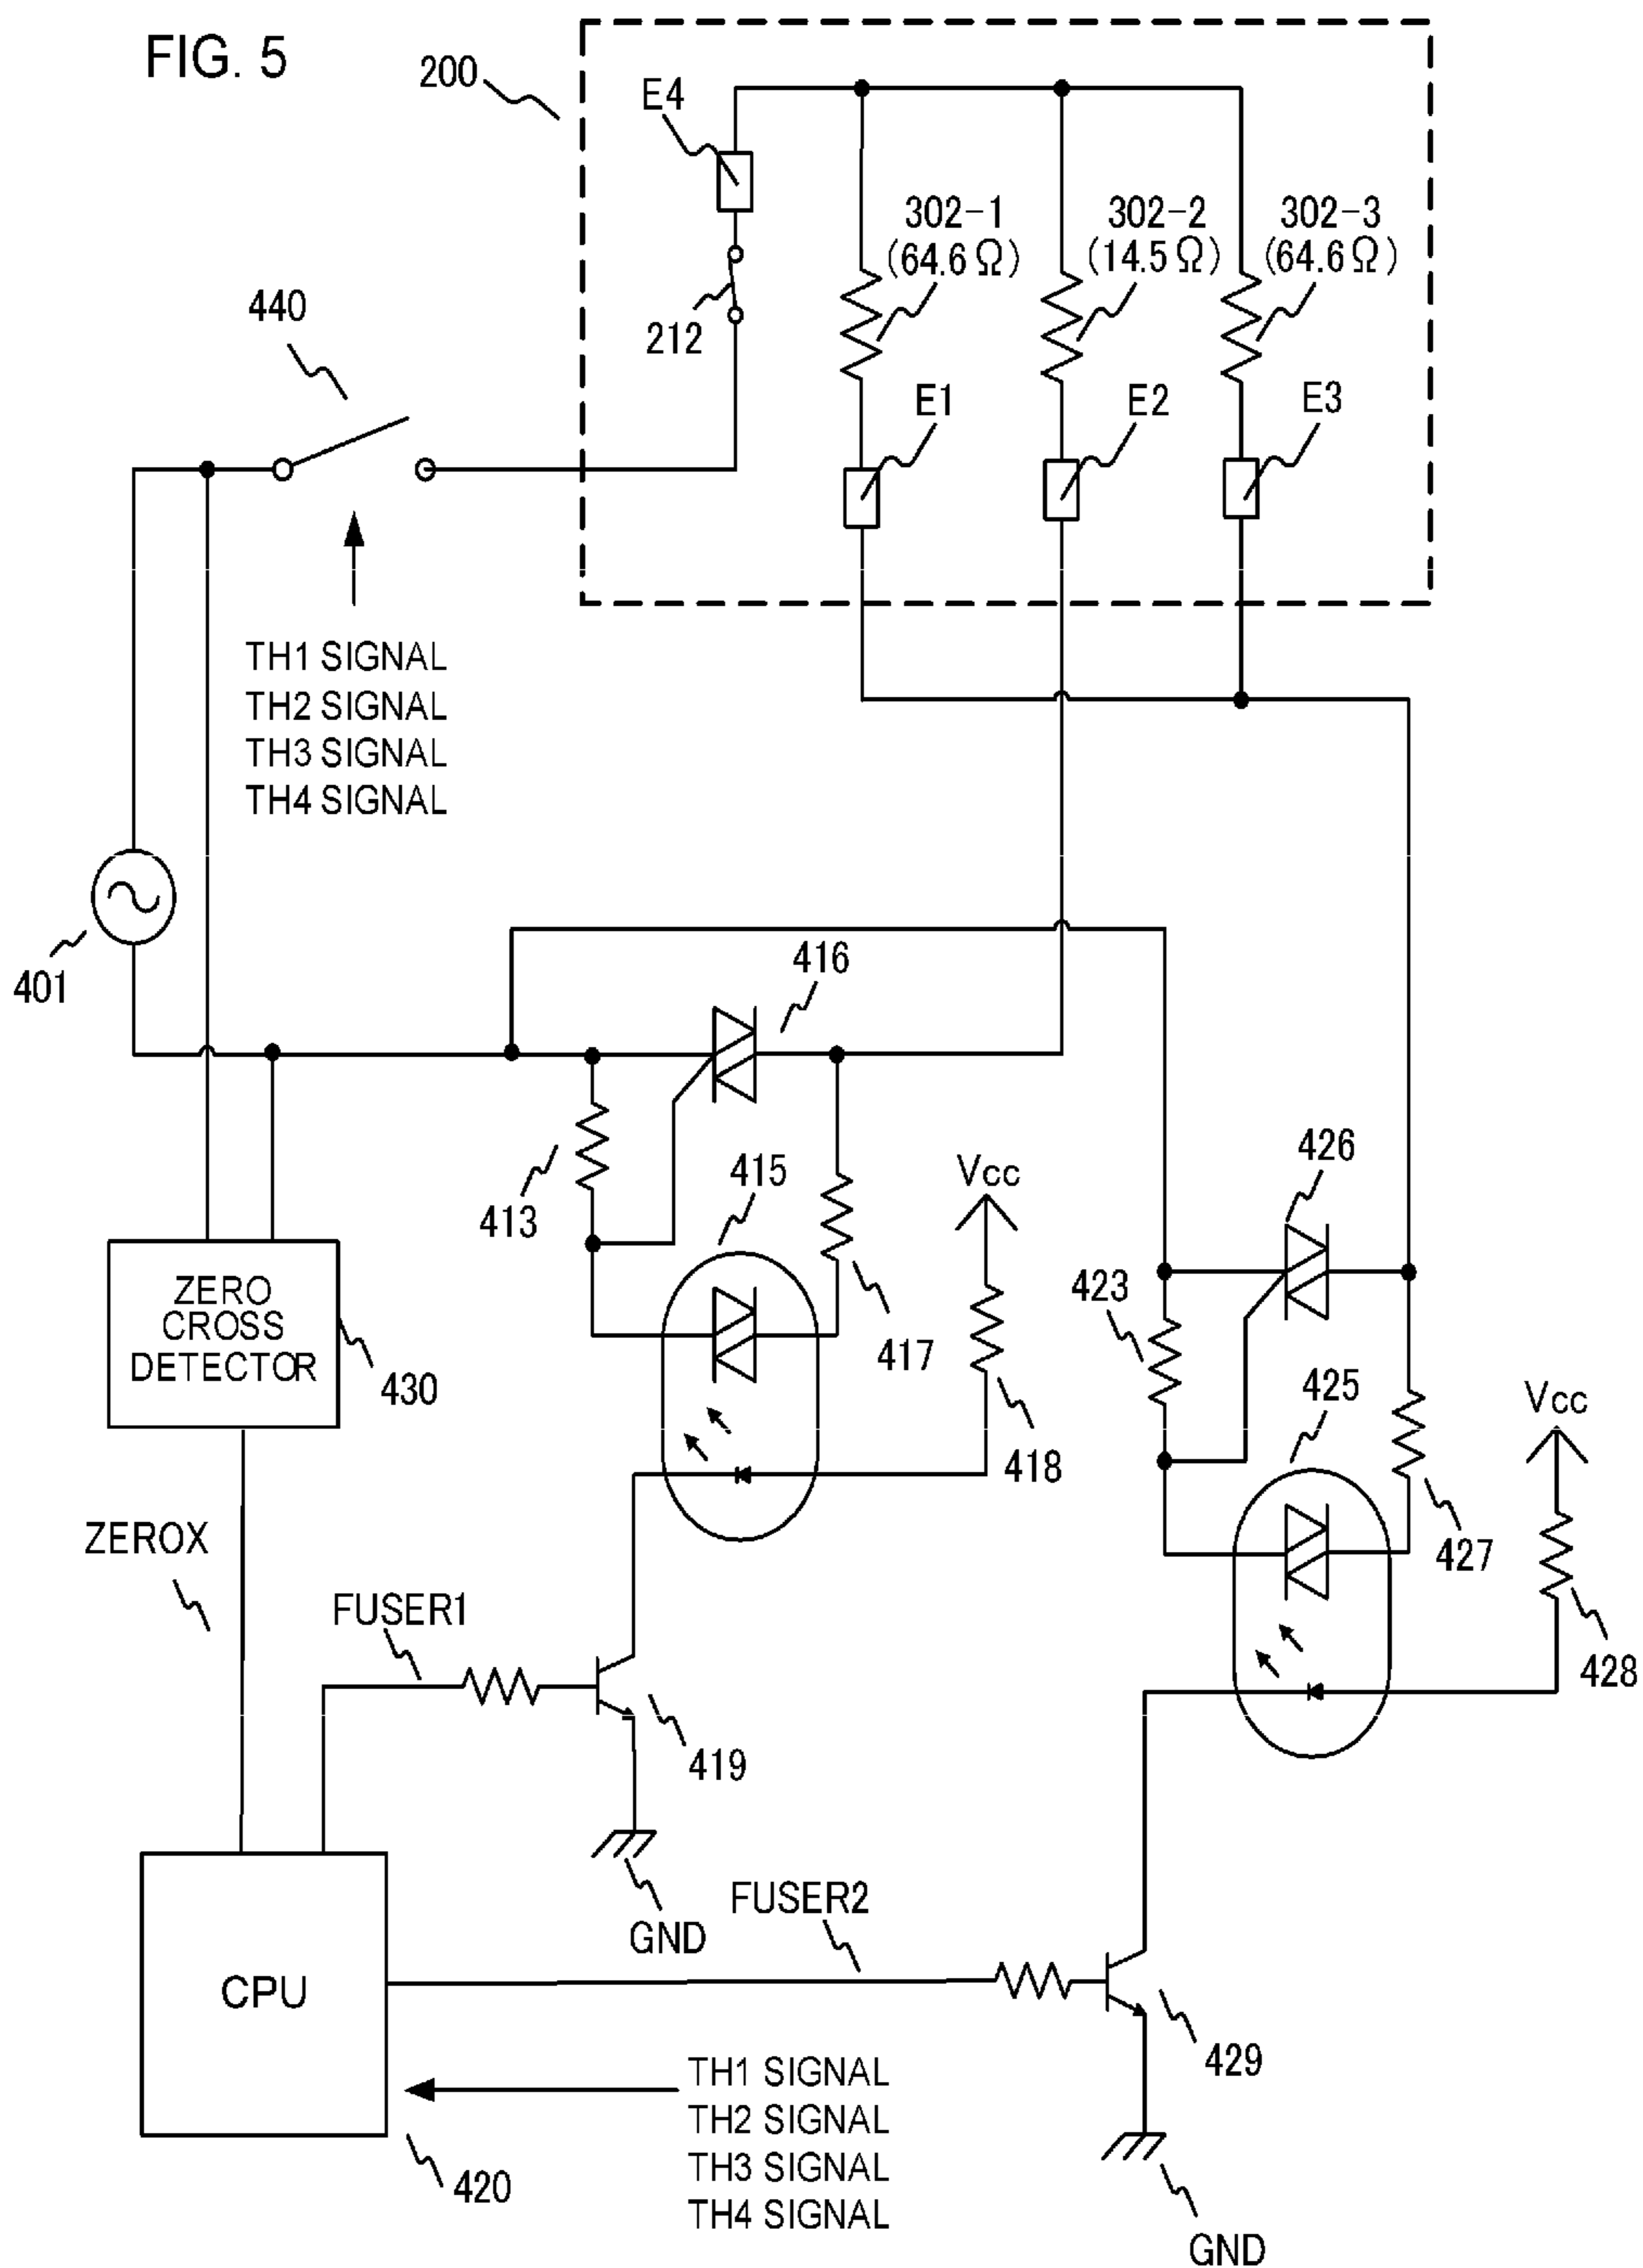 FIG. 5
200
E4
302-1
(64.6Ω)
302-2
(14.5Ω)
302-3
(64.6Ω)
440
212
E1
E2
E3
TH1 SIGNAL
TH2 SIGNAL
TH3 SIGNAL
TH4 SIGNAL
401
416
413
415
Vcc
426
ZERO
CROSS
DETECTOR
430
417
418
423
425
Vcc
427
428
ZEROX
FUSER1
419
GND
FUSER2
CPU
429
420
TH1 SIGNAL
TH2 SIGNAL
TH3 SIGNAL
TH4 SIGNAL
GND